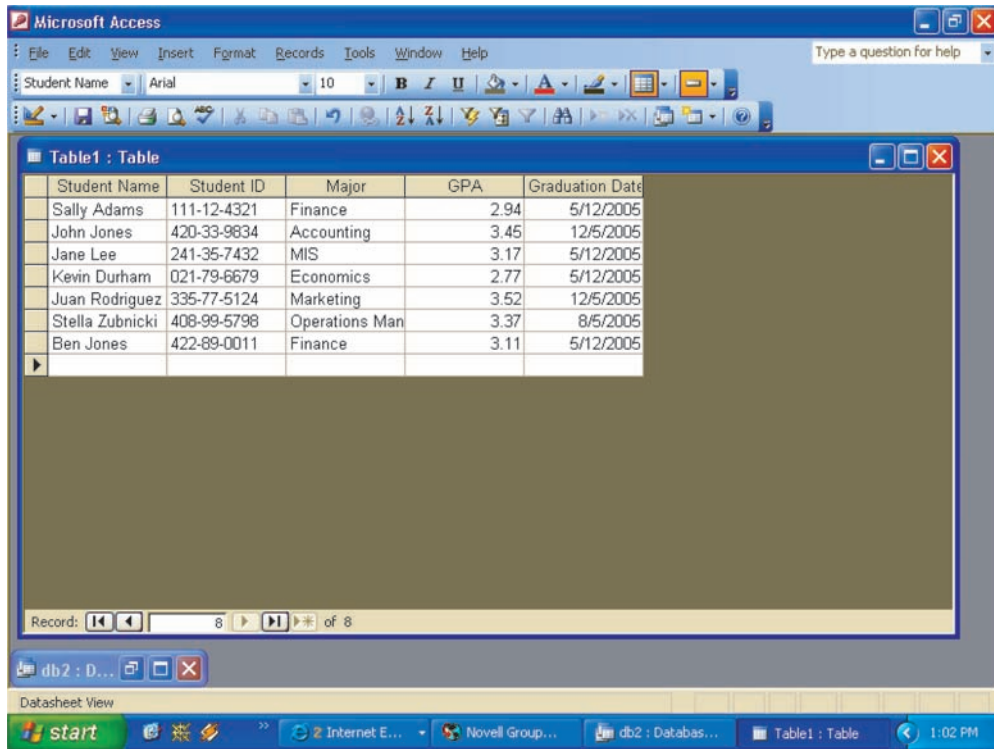 Microsoft Access
File Edit View Insert Format Records Tools Window Help Type a question for help
Student Name Arial 10 B I U A
ABC A Z Z A
Table1 : Table
Student Name Student ID Major GPA Graduation Date
Sally Adams 111-12-4321 Finance 2.94 5/12/2005
John Jones 420-33-9834 Accounting 3.45 12/5/2005
Jane Lee 241-35-7432 MIS 3.17 5/12/2005
Kevin Durham 021-79-6679 Economics 2.77 5/12/2005
Juan Rodriguez 335-77-5124 Marketing 3.52 12/5/2005
Stella Zubnicki 408-99-5798 Operations Man 3.37 8/5/2005
Ben Jones 422-89-0011 Finance 3.11 5/12/2005
Record: 8 of 8
db2 : D...
Datasheet View
start 2 Internet E... Novell Group... db2 : Databas... Table1 : Table 1:02 PM